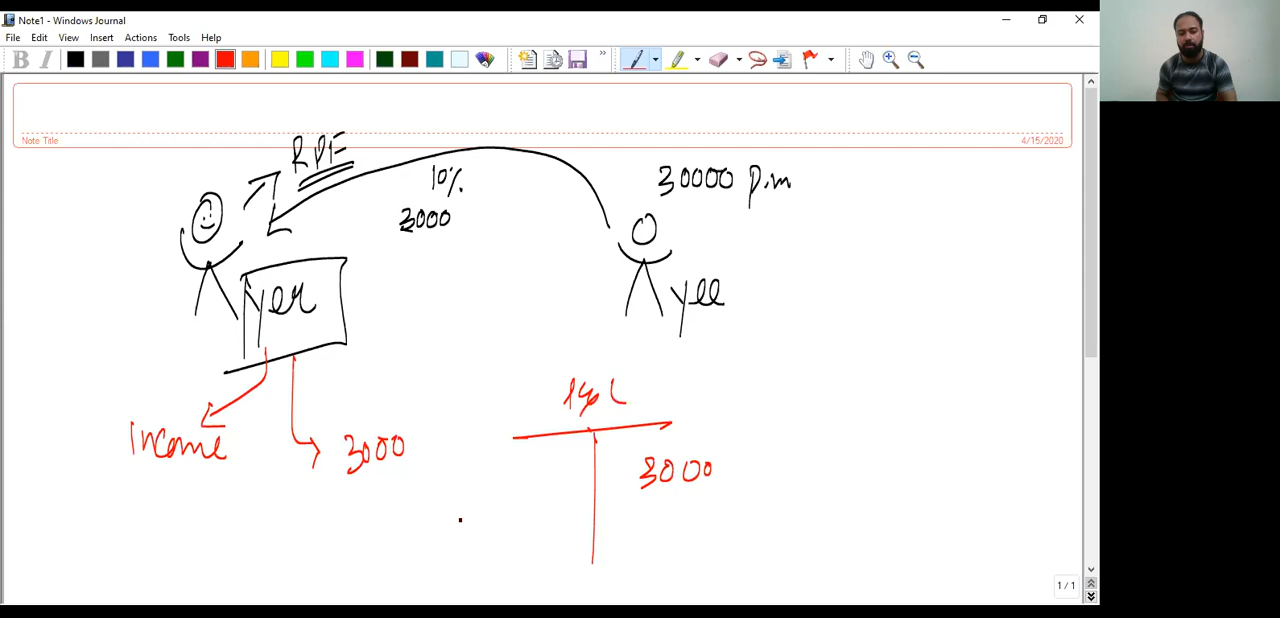 Note1 - Windows Journal
File Edit View Insert Actions Tools Help
B I
Note Title
4/15/2020
RPF
10%
3000
30000 p.m
yer
yee
income
3000
P&L
3000
1 / 1